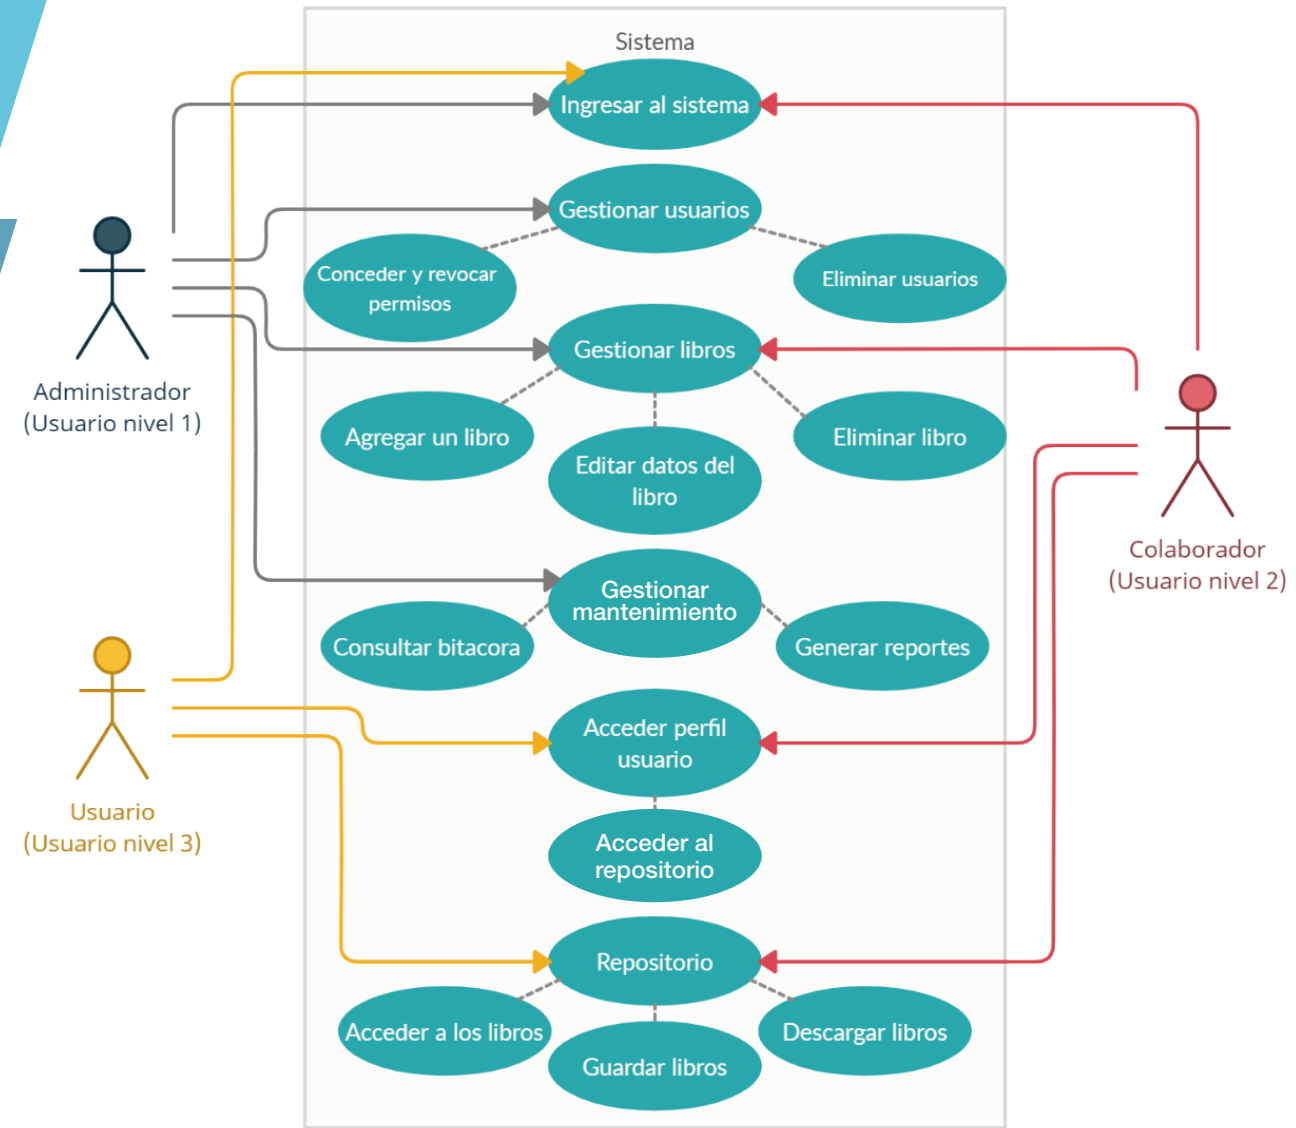 Sistema
Ingresar al sistema
Gestionar usuarios
Conceder y revocar
permisos
Eliminar usuarios
Gestionar libros
Administrador
(Usuario nivel 1)
Agregar un libro
Editar datos del
libro
Eliminar libro
Colaborador
(Usuario nivel 2)
Gestionar
mantenimiento
Consultar bitacora
Generar reportes
Acceder perfil
usuario
Usuario
(Usuario nivel 3)
Acceder al
repositorio
Repositorio
Acceder a los libros
Guardar libros
Descargar libros